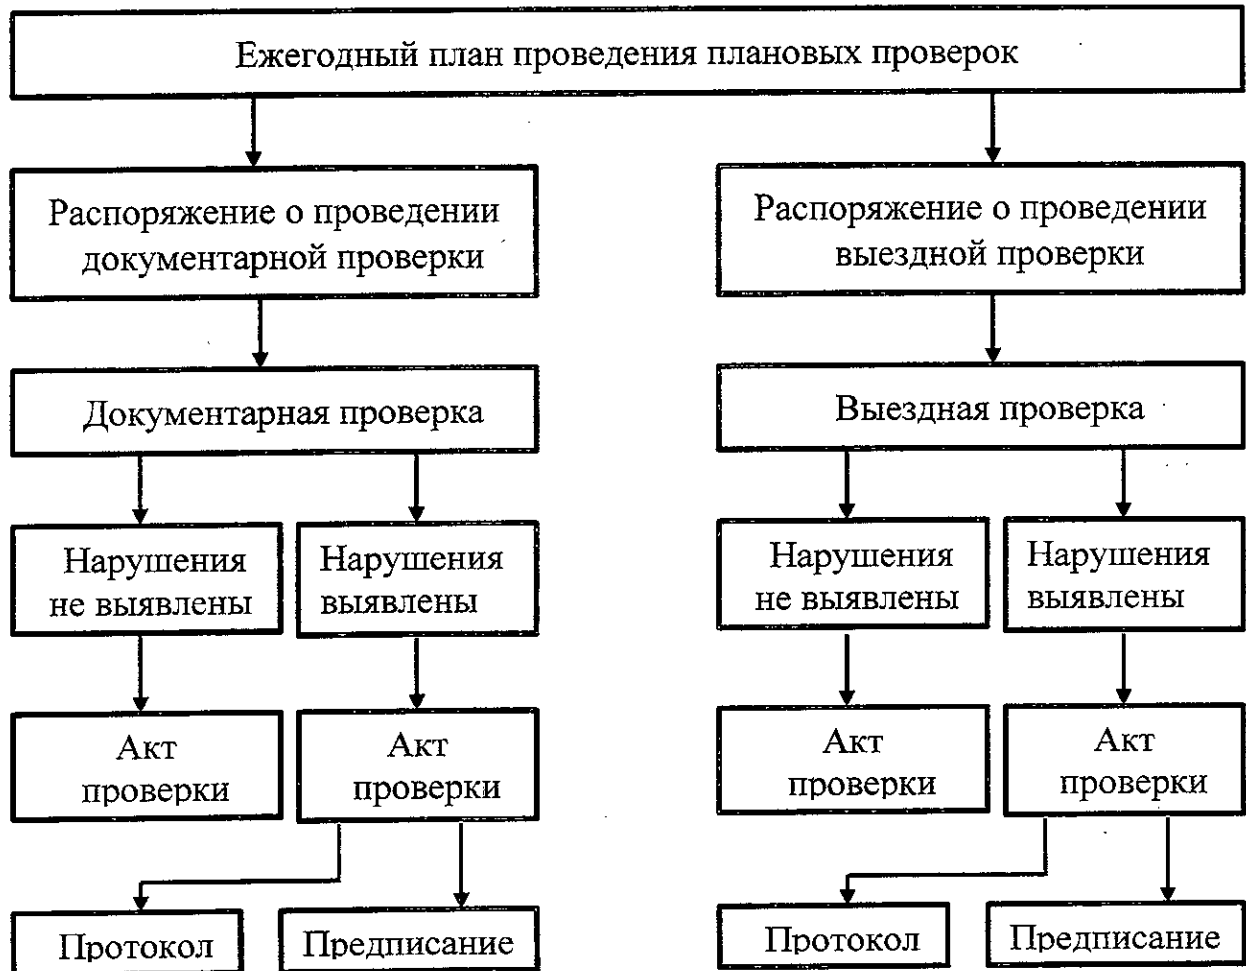 Ежегодный план проведения плановых проверок
Распоряжение о проведении
документарной проверки
Распоряжение о проведении
выездной проверки
Документарная проверка
Выездная проверка
Нарушения
не выявлены
Нарушения
выявлены
Нарушения
не выявлены
Нарушения
выявлены
Акт
проверки
Акт
проверки
Акт
проверки
Акт
проверки
Протокол
Предписание
Протокол
Предписание